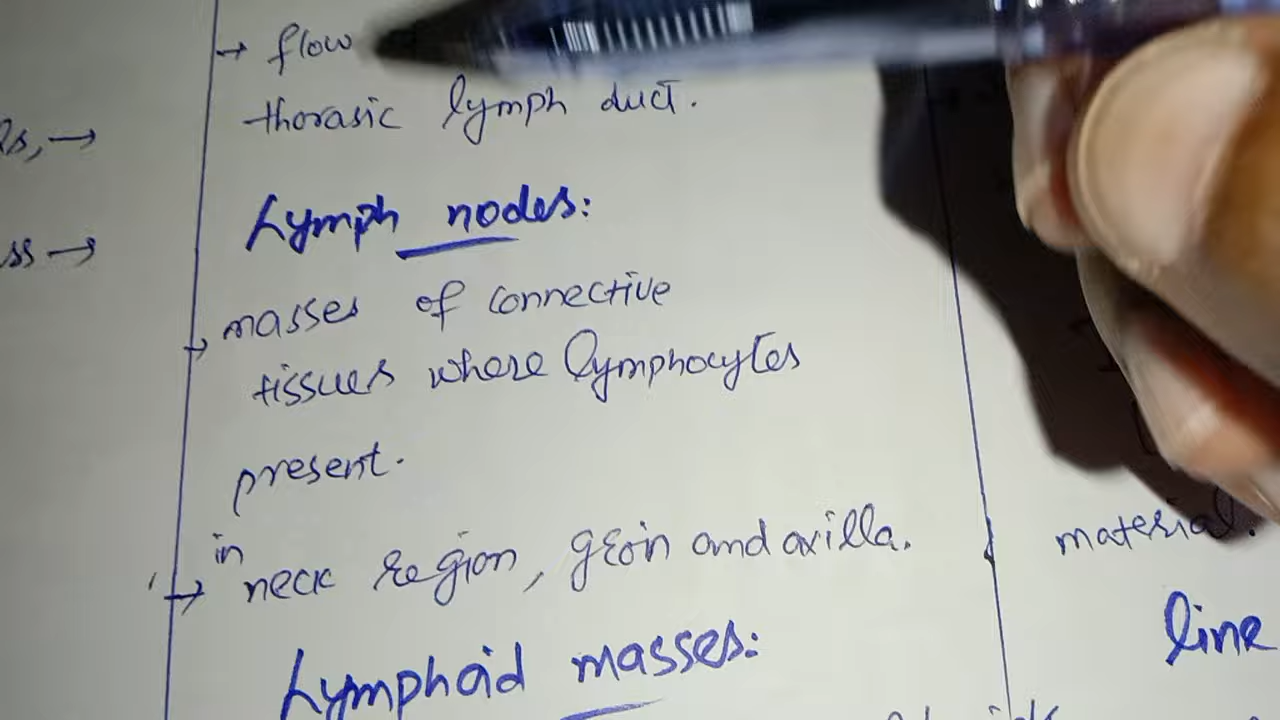 → flow
thorasic lymph duct.
Lymph nodes:
→ masses of connective
tissues where lymphocytes
present.
→ in neck region, groin and axilla.
Lymphoid masses:
ss →
material.
line